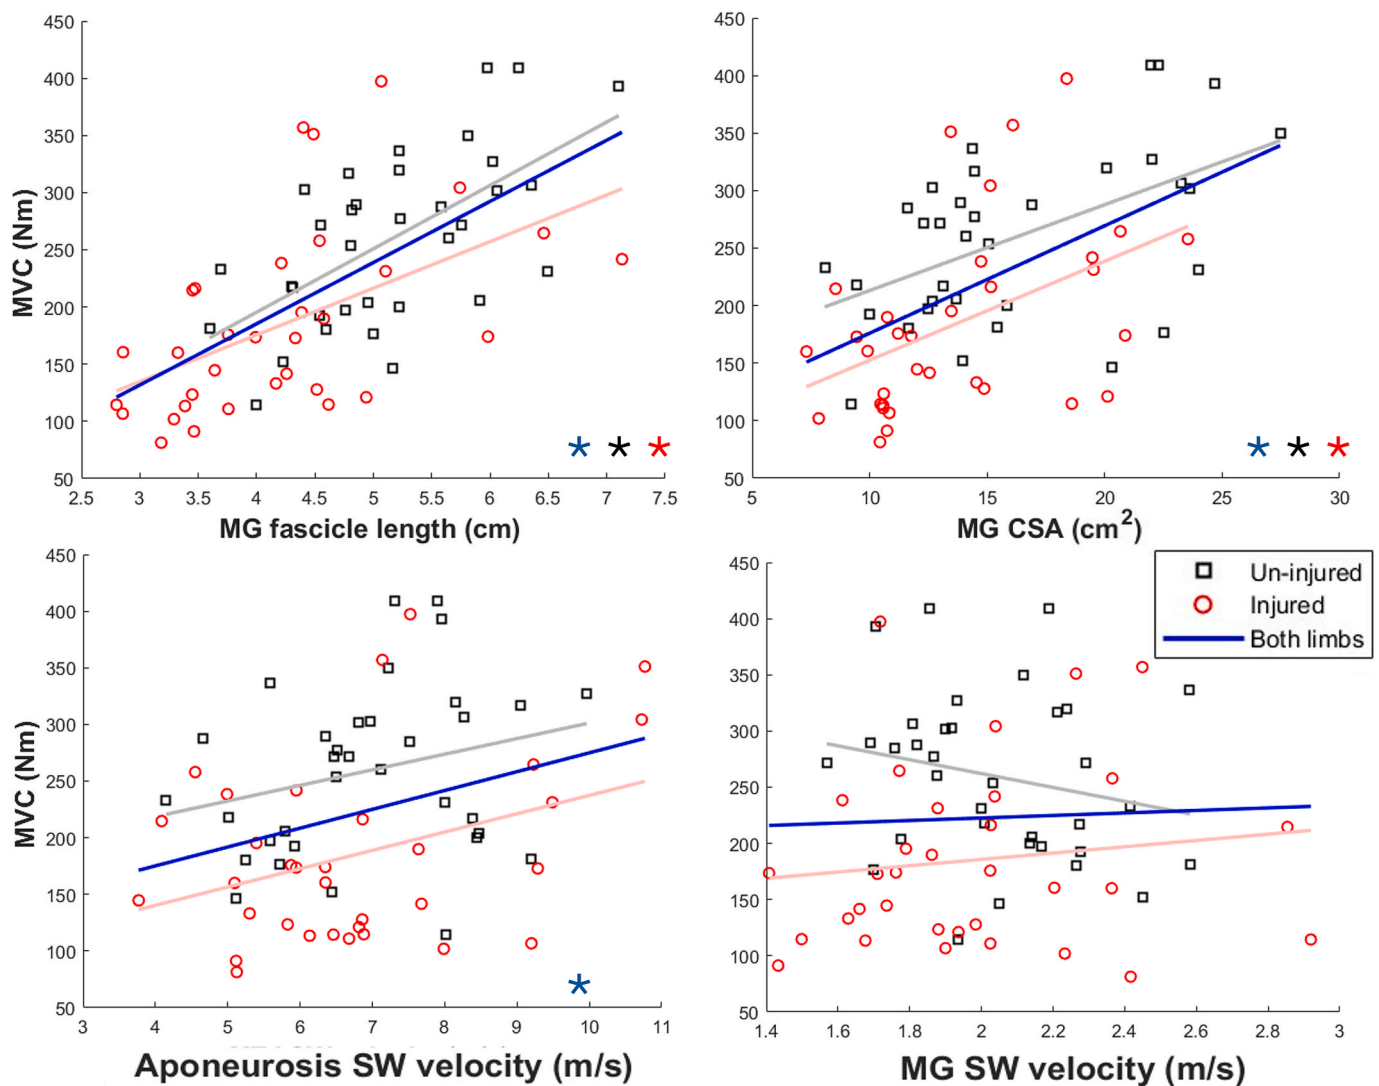 450
400
350
300
250
200
150
100
50
MVC (Nm)
2.5 3 3.5 4 4.5 5 5.5 6 6.5 7 7.5
MG fascicle length (cm)
450
400
350
300
250
200
150
100
50
5 10 15 20 25 30
MG CSA (cm2)
450
400
350
300
250
200
150
100
50
MVC (Nm)
3 4 5 6 7 8 9 10 11
Aponeurosis SW velocity (m/s)
Un-injured
Injured
Both limbs
450
400
350
300
250
200
150
100
50
1.4 1.6 1.8 2 2.2 2.4 2.6 2.8 3
MG SW velocity (m/s)